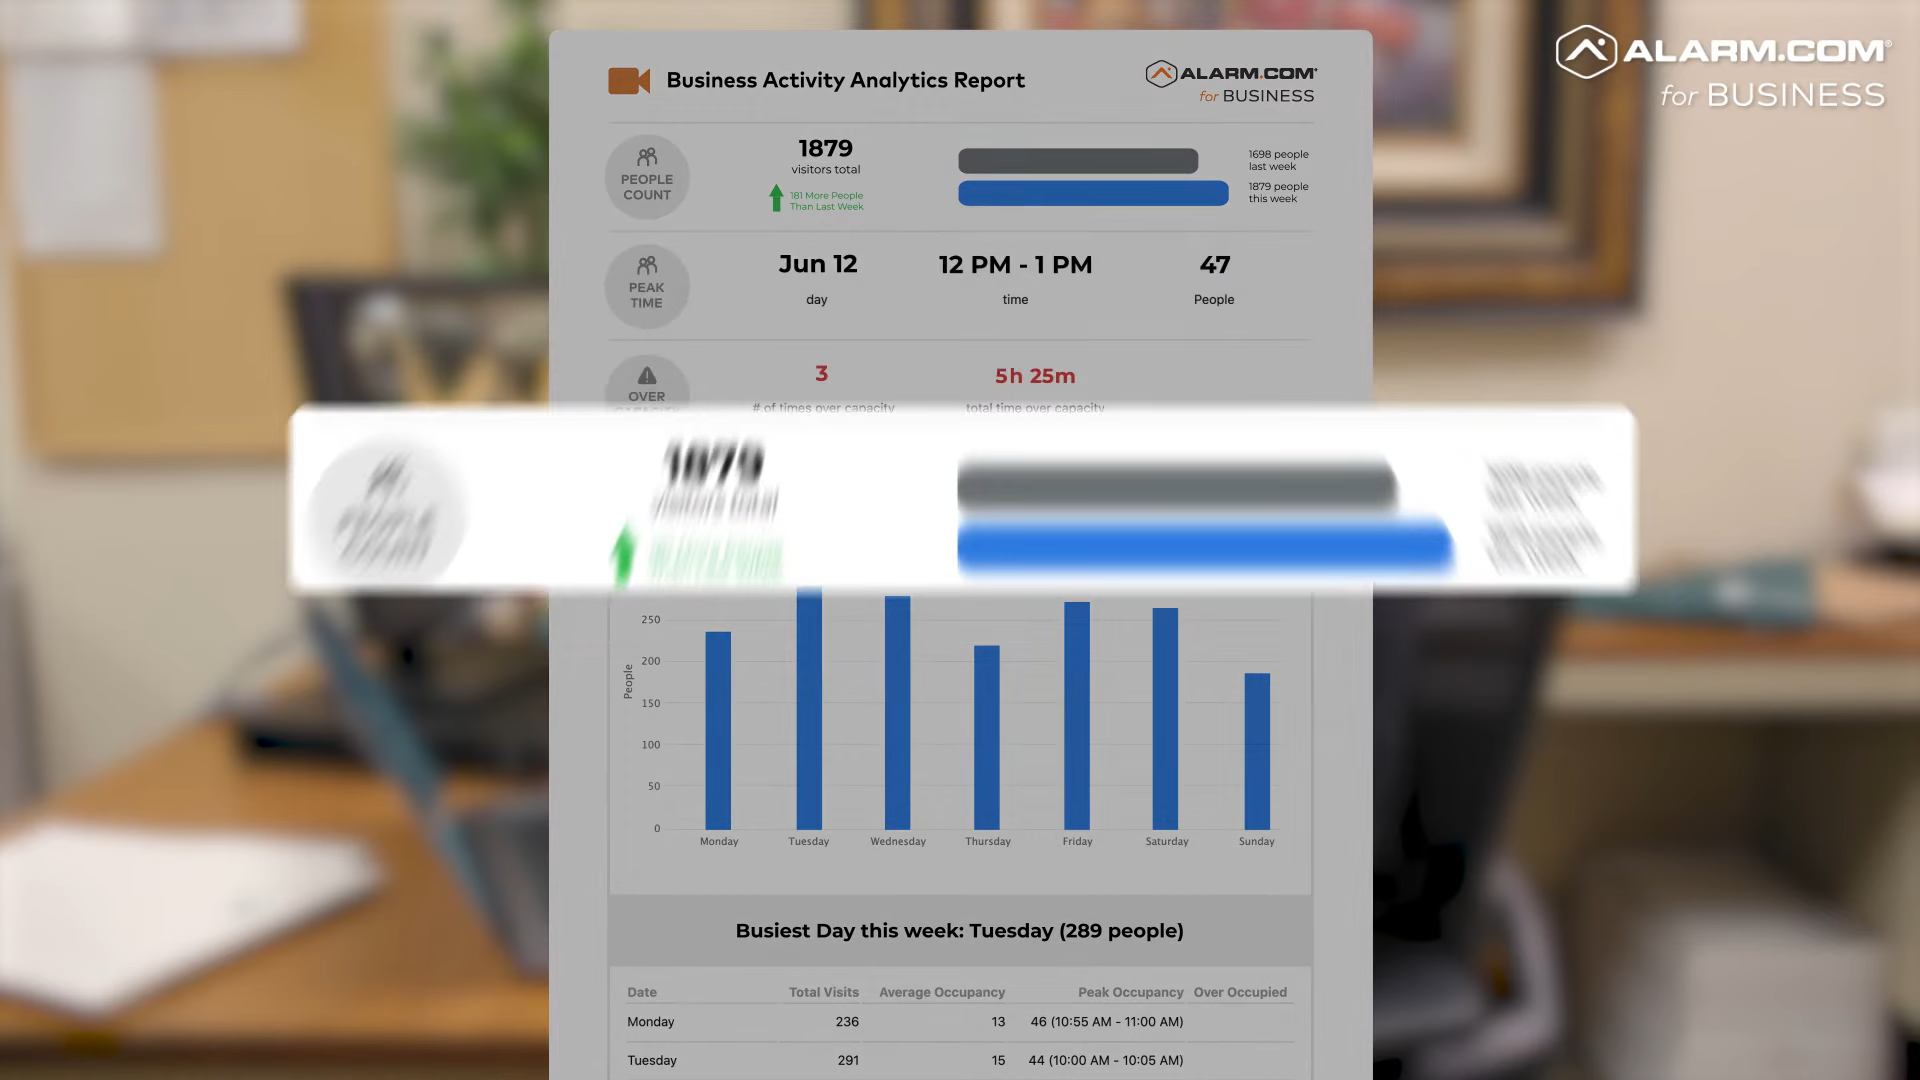 ALARM.COM®
for BUSINESS
Business Activity Analytics Report
ALARM.COM®
for BUSINESS
PEOPLE
COUNT
1879
visitors total
181 More People
Than Last Week
1698 people
last week
1879 people
this week
PEAK
TIME
Jun 12
day
12 PM - 1 PM
time
47
People
OVER
3
# of times over capacity
5h 25m
total time over capacity
1879
250
200
150
100
50
0
People
Monday
Tuesday
Wednesday
Thursday
Friday
Saturday
Sunday
Busiest Day this week: Tuesday (289 people)
Date Total Visits Average Occupancy Peak Occupancy Over Occupied
Monday 236 13 46 (10:55 AM - 11:00 AM)
Tuesday 291 15 44 (10:00 AM - 10:05 AM)